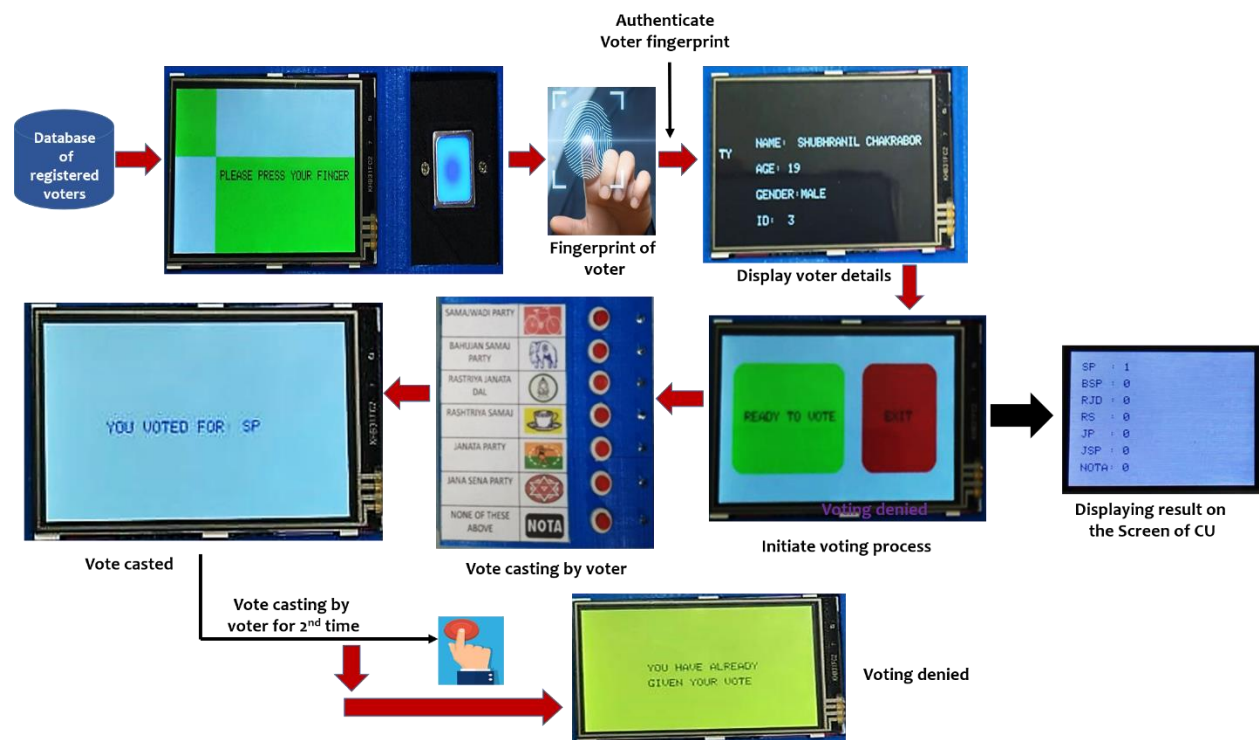 Authenticate
Voter fingerprint
Database
of
registered
voters
PLEASE PRESS YOUR FINGER
Fingerprint of
voter
NAME: SHUBHRANIL CHAKRABOR
TY
AGE: 19
GENDER:MALE
ID: 3
KHB31FC2
Display voter details
YOU VOTED FOR: SP
Vote casted
SAMAJWADI PARTY
BAHUJAN SAMAJ
PARTY
RASTRIYA JANATA
DAL
RASHTRIYA SAMAJ
JANATA PARTY
JANA SENA PARTY
NONE OF THESE
ABOVE
NOTA
Vote casting by voter
READY TO VOTE
EXIT
Voting denied
Initiate voting process
SP : 1
BSP : 0
RJD : 0
RS : 0
JP : 0
JSP : 0
NOTA: 0
Displaying result on
the Screen of CU
Vote casting by
voter for 2nd time
YOU HAVE ALREADY
GIVEN YOUR VOTE
Voting denied